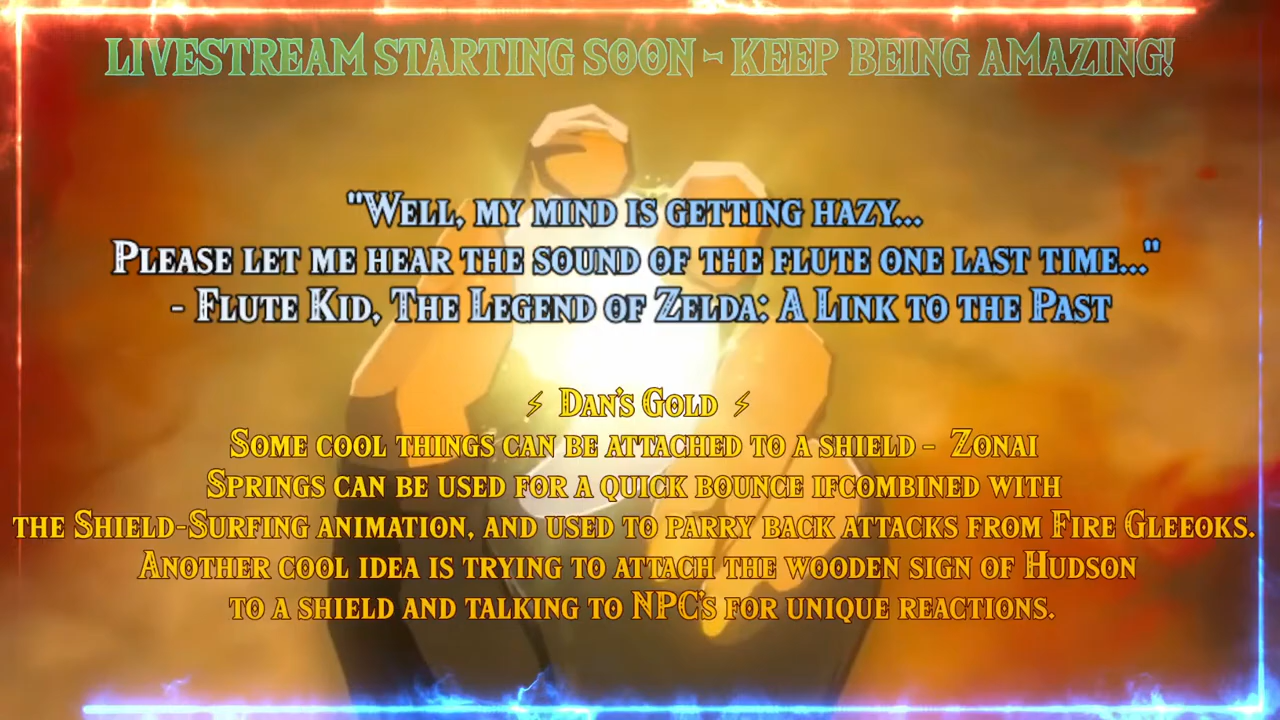 LIVESTREAM STARTING SOON - KEEP BEING AMAZING!
"WELL, MY MIND IS GETTING HAZY...
PLEASE LET ME HEAR THE SOUND OF THE FLUTE ONE LAST TIME..."
- FLUTE KID, THE LEGEND OF ZELDA: A LINK TO THE PAST
⚡ DAN'S GOLD ⚡
SOME COOL THINGS CAN BE ATTACHED TO A SHIELD - ZONAI
SPRINGS CAN BE USED FOR A QUICK BOUNCE IFCOMBINED WITH
THE SHIELD-SURFING ANIMATION, AND USED TO PARRY BACK ATTACKS FROM FIRE GLEEOKS.
ANOTHER COOL IDEA IS TRYING TO ATTACH THE WOODEN SIGN OF HUDSON
TO A SHIELD AND TALKING TO NPC'S FOR UNIQUE REACTIONS.